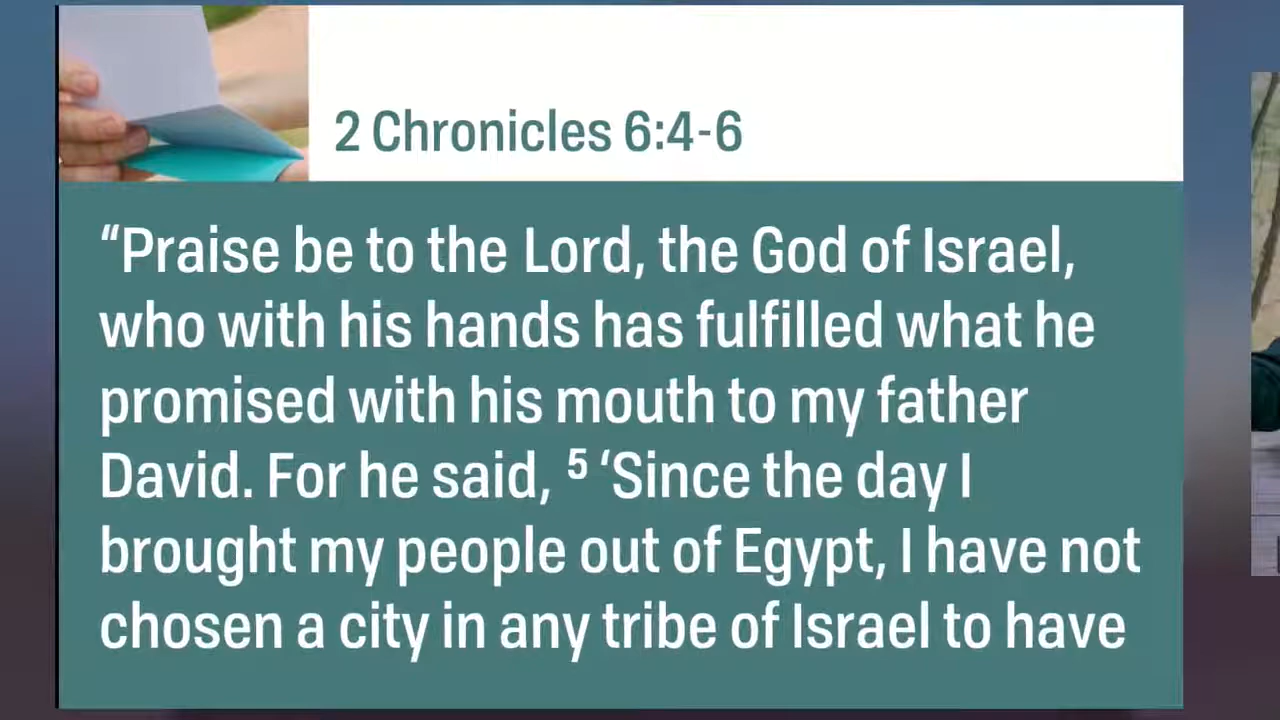 2 Chronicles 6:4-6
“Praise be to the Lord, the God of Israel,
who with his hands has fulfilled what he
promised with his mouth to my father
David. For he said, ⁵ ‘Since the day I
brought my people out of Egypt, I have not
chosen a city in any tribe of Israel to have